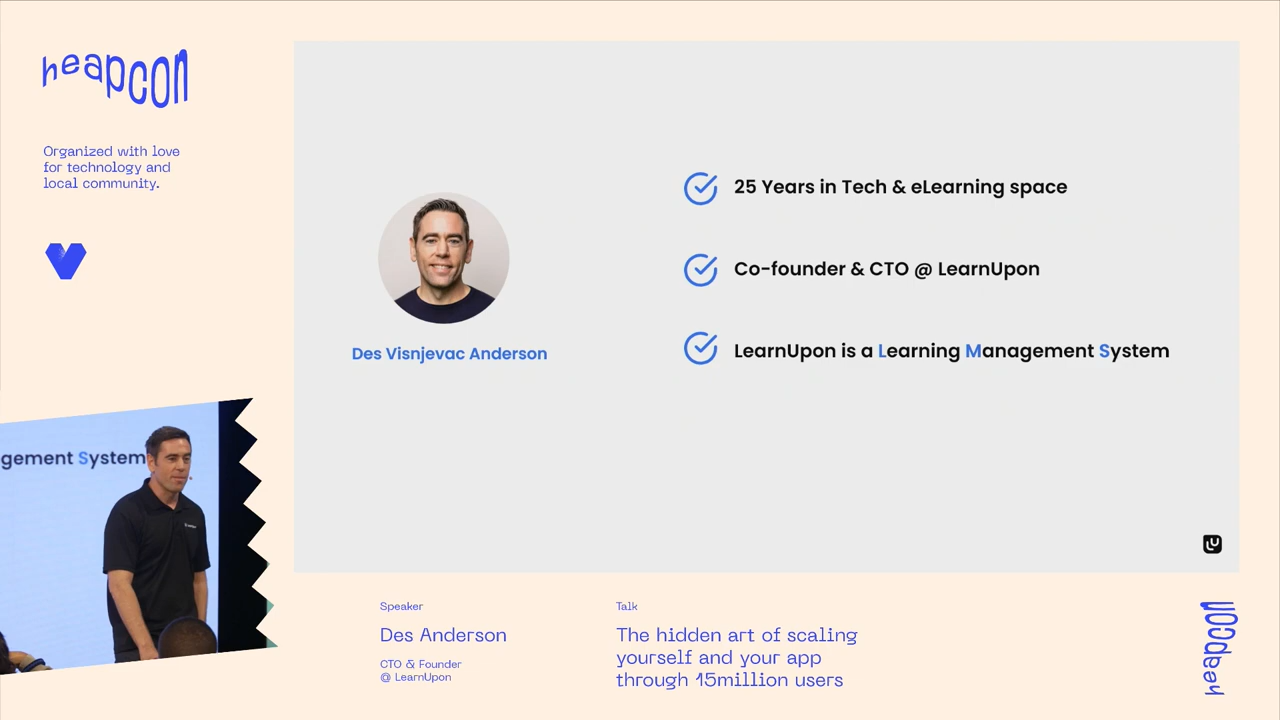 heapcon
Organized with love
for technology and
local community.
25 Years in Tech & eLearning space
Co-founder & CTO @ LearnUpon
LearnUpon is a Learning Management System
Des Visnjevac Anderson
gement System
Speaker
Des Anderson
CTO & Founder
@ LearnUpon
Talk
The hidden art of scaling
yourself and your app
through 15million users
heapcon